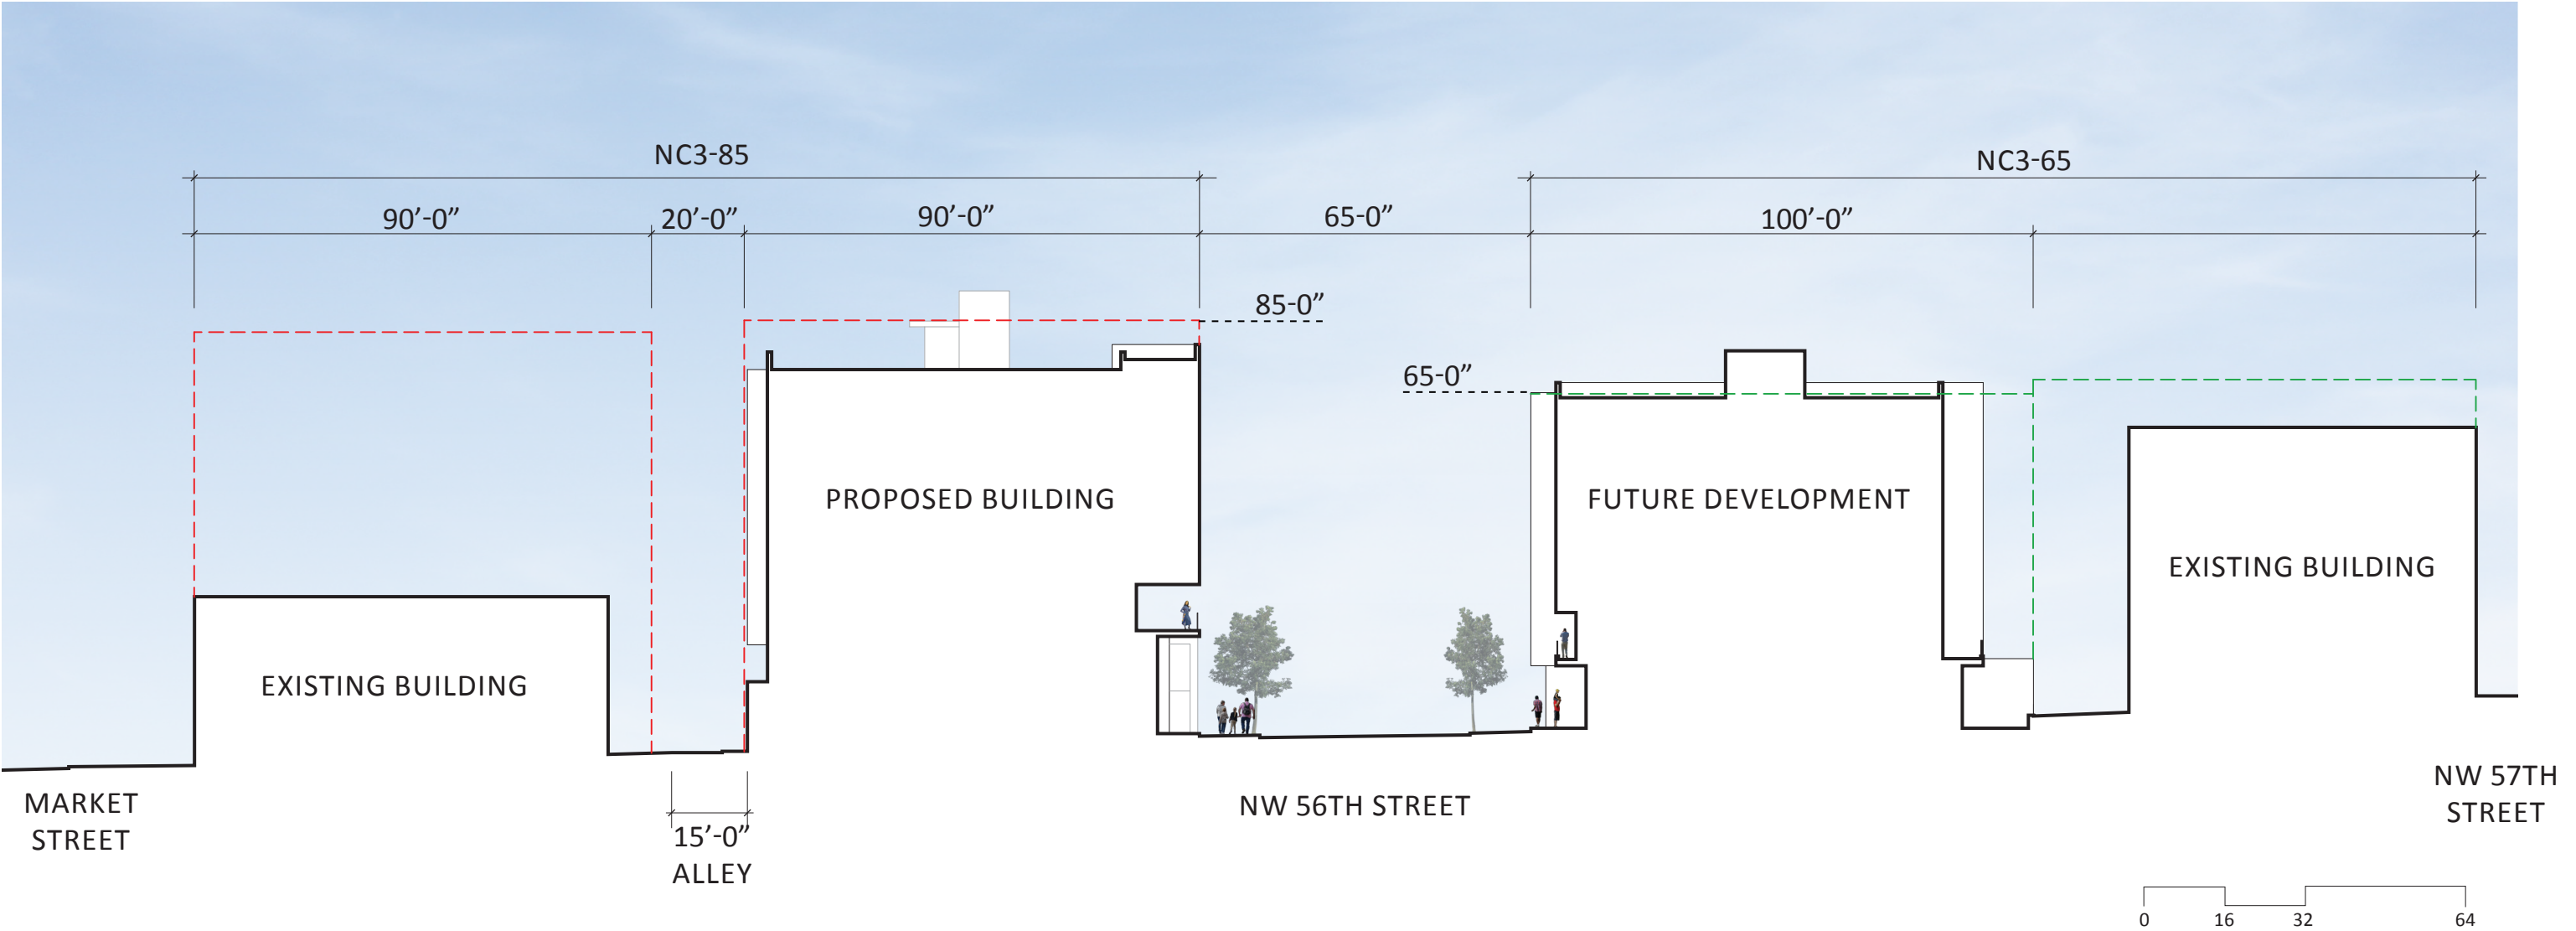 NC3-85
NC3-65
90’-0”
20’-0”
90’-0”
65-0”
100’-0”
85-0”
65-0”
PROPOSED BUILDING
FUTURE DEVELOPMENT
EXISTING BUILDING
EXISTING BUILDING
MARKET
STREET
15’-0”
ALLEY
NW 56TH STREET
NW 57TH
STREET
0 16 32 64